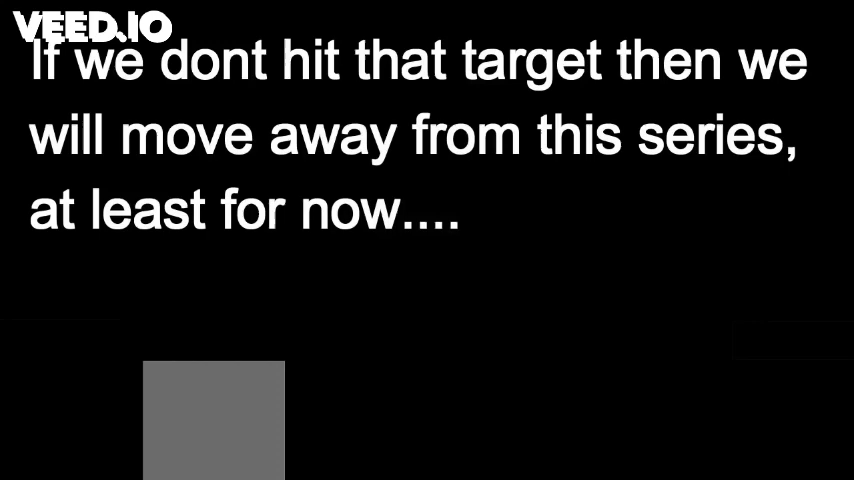 VEED.IO
If we dont hit that target then we
will move away from this series,
at least for now....